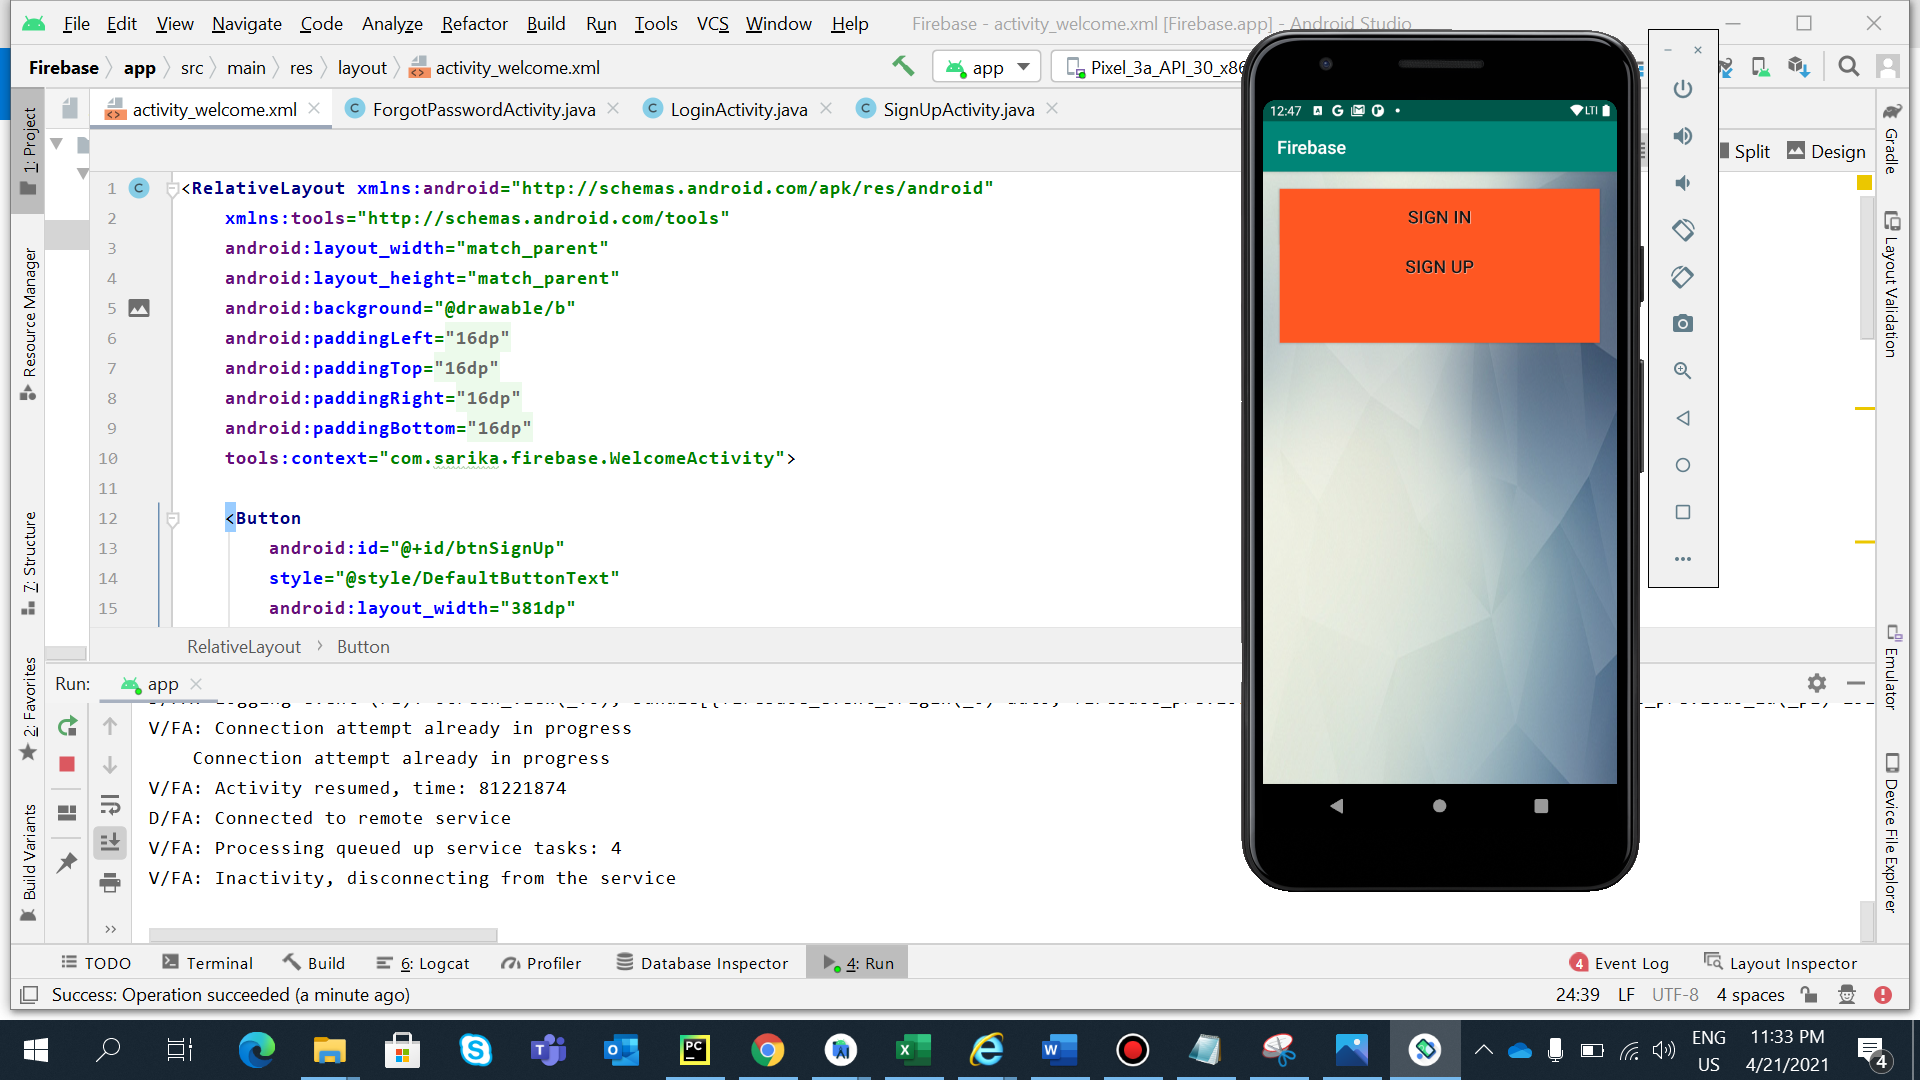 File Edit View Navigate Code Analyze Refactor Build Run Tools VCS Window Help Firebase - activity_welcome.xml [Firebase.app] - Android Studio
Firebase app src main res layout activity_welcome.xml app Pixel_3a_API_30_x86
activity_welcome.xml ForgotPasswordActivity.java LoginActivity.java SignUpActivity.java
Split Design
1 <RelativeLayout xmlns:android="http://schemas.android.com/apk/res/android"
2 xmlns:tools="http://schemas.android.com/tools"
3 android:layout_width="match_parent"
4 android:layout_height="match_parent"
5 android:background="@drawable/b"
6 android:paddingLeft="16dp"
7 android:paddingTop="16dp"
8 android:paddingRight="16dp"
9 android:paddingBottom="16dp"
10 tools:context="com.sarika.firebase.WelcomeActivity">
11
12 <Button
13 android:id="@+id/btnSignUp"
14 style="@style/DefaultButtonText"
15 android:layout_width="381dp"
RelativeLayout › Button
12:47
LTE
Firebase
SIGN IN
SIGN UP
1: Project
Resource Manager
7: Structure
2: Favorites
Build Variants
Gradle
Layout Validation
Emulator
Device File Explorer
Run: app
V/FA: Connection attempt already in progress
Connection attempt already in progress
V/FA: Activity resumed, time: 81221874
D/FA: Connected to remote service
V/FA: Processing queued up service tasks: 4
V/FA: Inactivity, disconnecting from the service
TODO Terminal Build 6: Logcat Profiler Database Inspector 4: Run 4 Event Log Layout Inspector
Success: Operation succeeded (a minute ago) 24:39 LF UTF-8 4 spaces
ENG 11:33 PM
US 4/21/2021 4